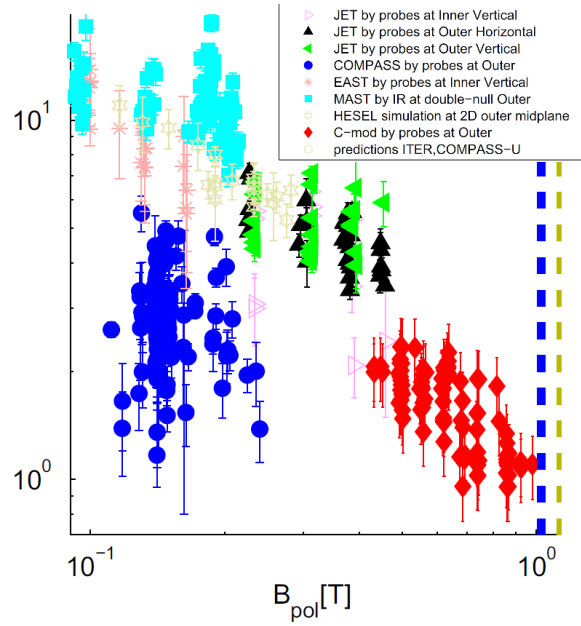 JET by probes at Inner Vertical
JET by probes at Outer Horizontal
JET by probes at Outer Vertical
COMPASS by probes at Outer
EAST by probes at Inner Vertical
MAST by IR at double-null Outer
HESEL simulation at 2D outer midplane
C-mod by probes at Outer
predictions ITER,COMPASS-U
10^1
10^0
10^-1
10^0
B_pol[T]